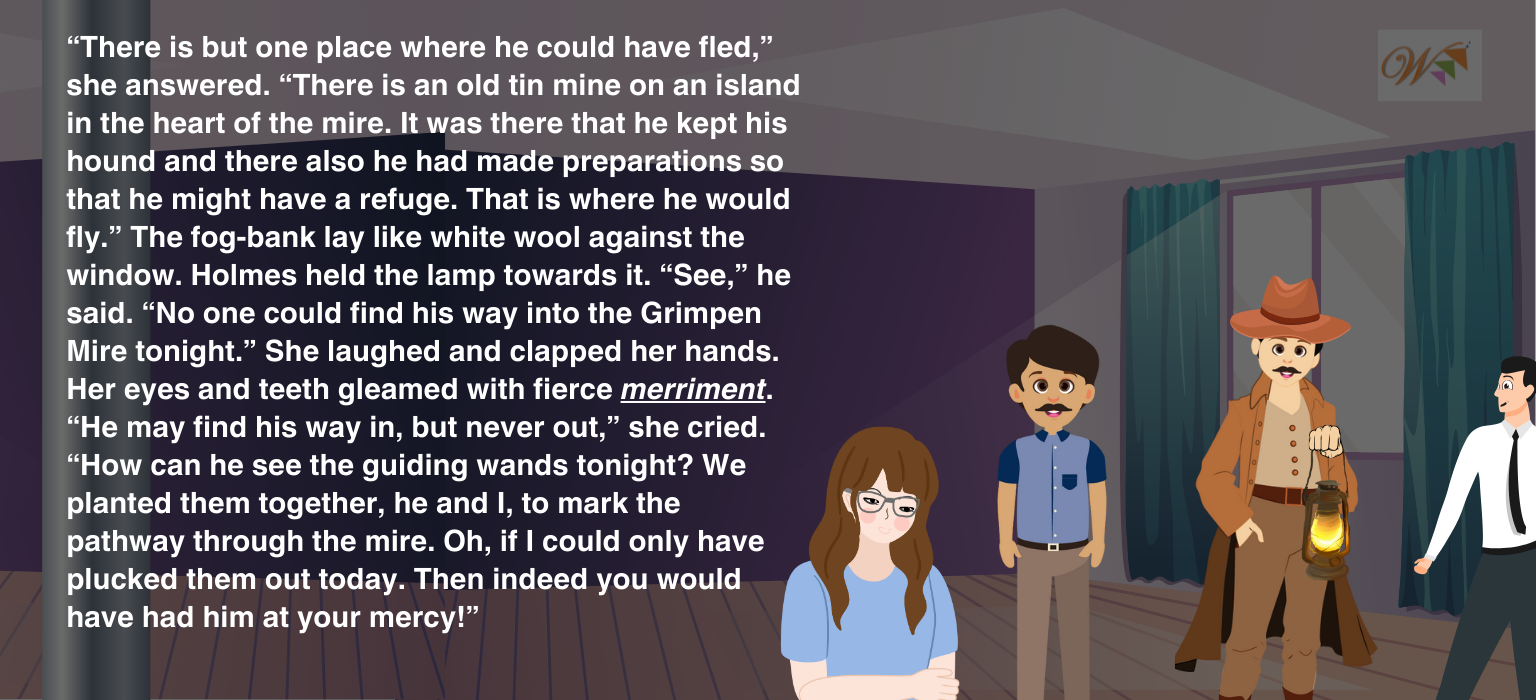 “There is but one place where he could have fled,”
she answered. “There is an old tin mine on an island
in the heart of the mire. It was there that he kept his
hound and there also he had made preparations so
that he might have a refuge. That is where he would
fly.” The fog-bank lay like white wool against the
window. Holmes held the lamp towards it. “See,” he
said. “No one could find his way into the Grimpen
Mire tonight.” She laughed and clapped her hands.
Her eyes and teeth gleamed with fierce merriment.
“He may find his way in, but never out,” she cried.
“How can he see the guiding wands tonight? We
planted them together, he and I, to mark the
pathway through the mire. Oh, if I could only have
plucked them out today. Then indeed you would
have had him at your mercy!”
W